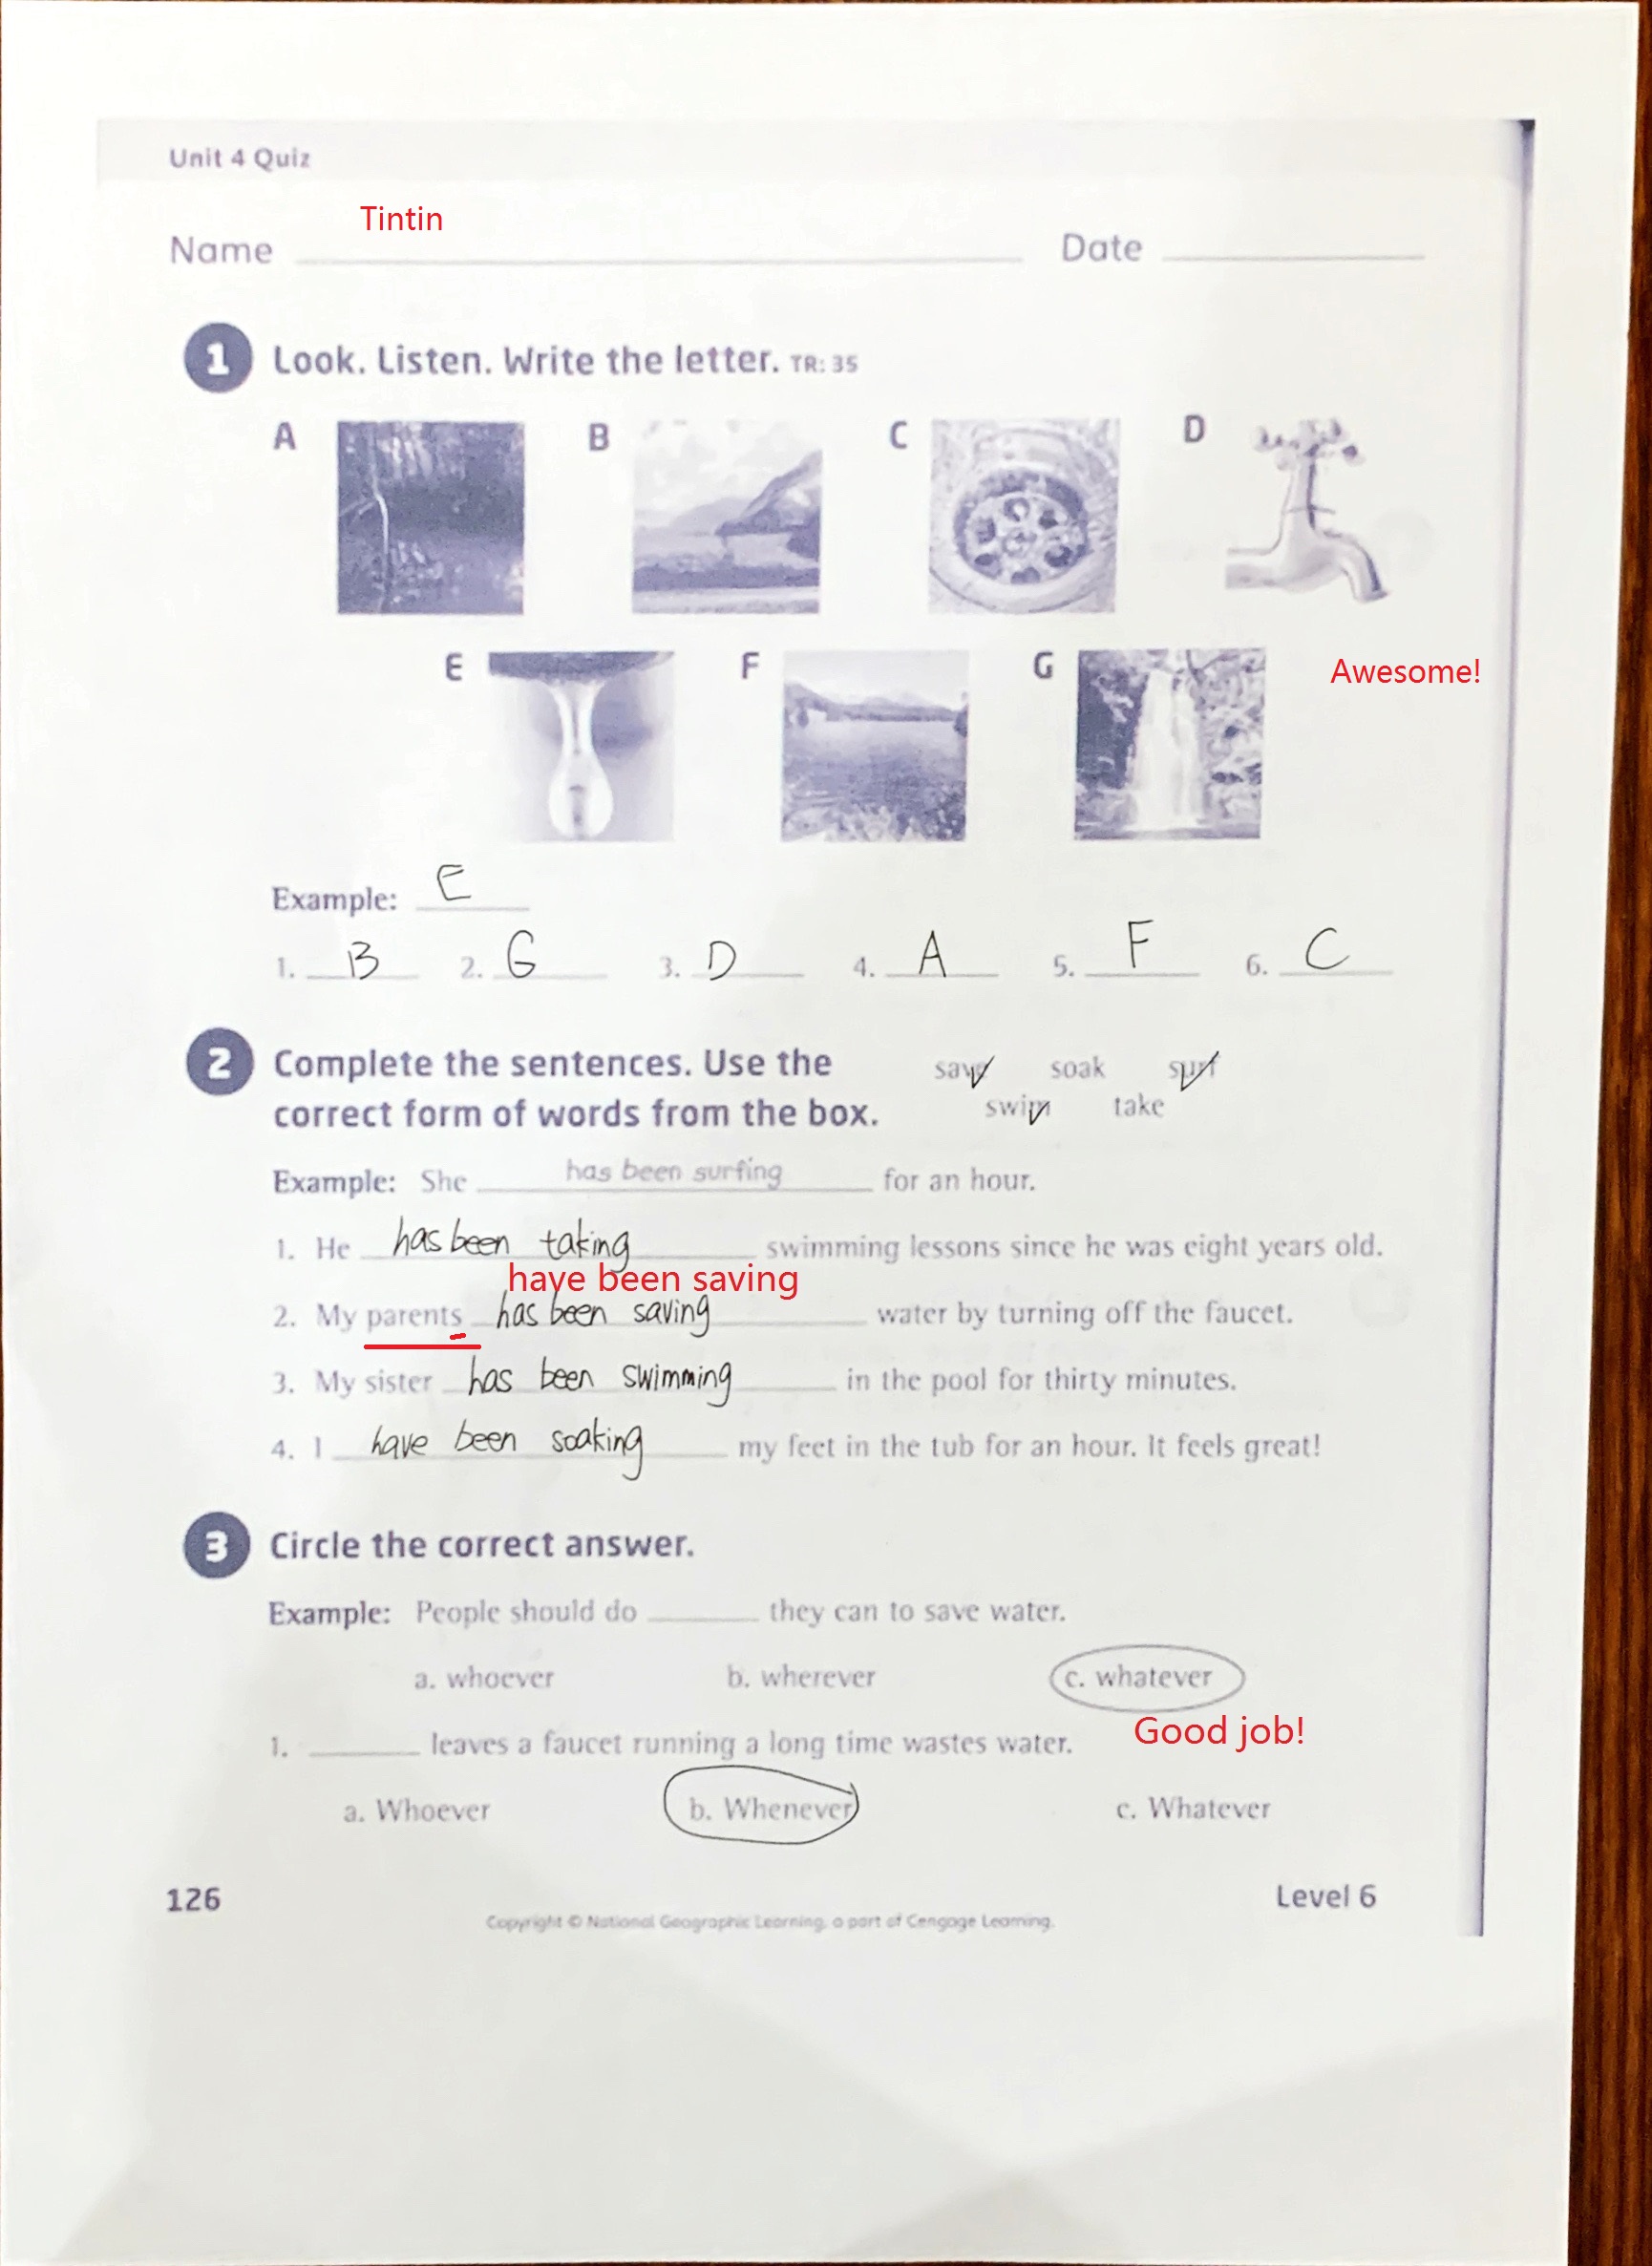 Unit 4 Quiz
Tintin
Name Date
1 Look. Listen. Write the letter. TR: 35
A B C D
E F G Awesome!
Example: E
1. B 2. G 3. D 4. A 5. F 6. C
2 Complete the sentences. Use the save soak surf
correct form of words from the box. swim take
Example: She has been surfing for an hour.
1. He has been taking swimming lessons since he was eight years old.
have been saving
2. My parents has been saving water by turning off the faucet.
3. My sister has been swimming in the pool for thirty minutes.
4. I have been soaking my feet in the tub for an hour. It feels great!
3 Circle the correct answer.
Example: People should do they can to save water.
a. whoever b. wherever c. whatever
Good job!
1. leaves a faucet running a long time wastes water.
a. Whoever b. Whenever c. Whatever
126 Level 6
Copyright © National Geographic Learning, a part of Cengage Learning.